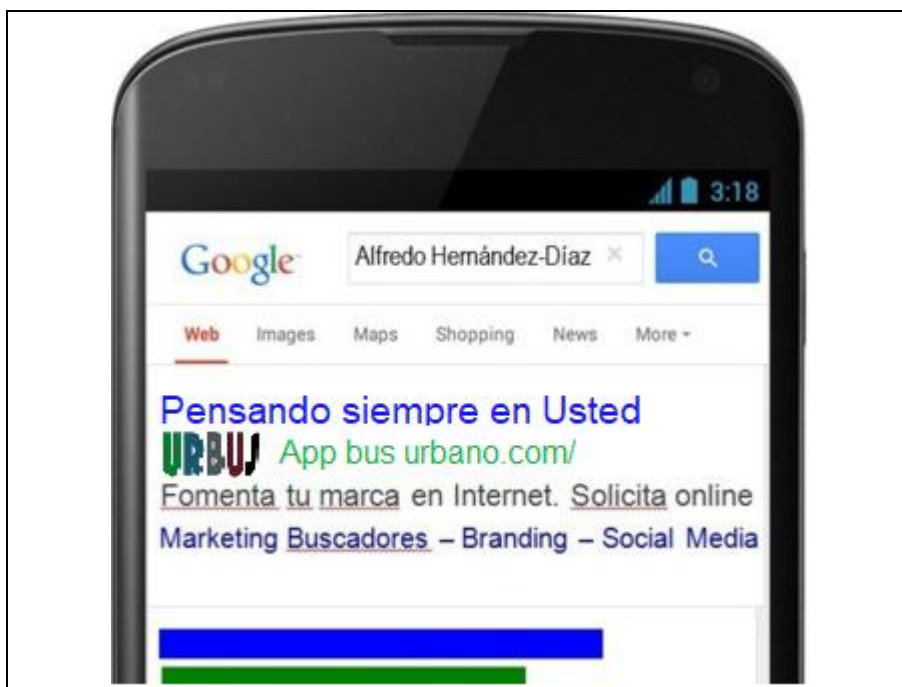 3:18
Google Alfredo Hernández-Díaz
Web Images Maps Shopping News More
Pensando siempre en Usted
URBUS App bus urbano.com/
Fomenta tu marca en Internet. Solicita online
Marketing Buscadores – Branding – Social Media